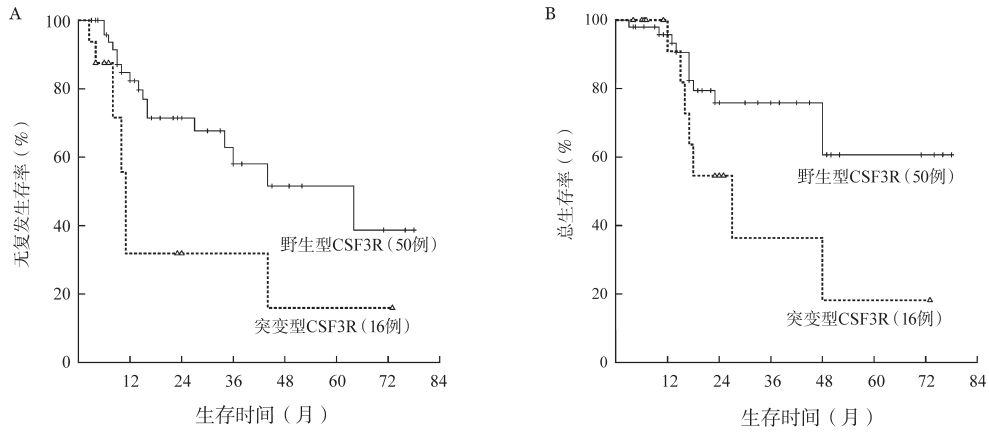 A
无复发生存率（%）
100
80
60
40
20
0
野生型CSF3R（50例）
突变型CSF3R（16例）
12 24 36 48 60 72 84
生存时间（月）
B
总生存率（%）
100
80
60
40
20
0
野生型CSF3R（50例）
突变型CSF3R（16例）
12 24 36 48 60 72 84
生存时间（月）